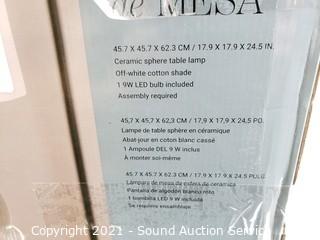 de MESA
45.7 X 45.7 X 62.3 CM / 17.9 X 17.9 X 24.5 IN.
Ceramic sphere table lamp
Off-white cotton shade
1 9W LED bulb included
Assembly required
45,7 X 45,7 X 62,3 CM / 17,9 X 17,9 X 24,5 PO.
Lampe de table sphère en céramique
Abat-jour en coton blanc cassé
1 Ampoule DEL 9 W inclus
À monter soi-même
45.7 X 45.7 X 62.3 CM / 17.9 X 17.9 X 24.5 PULG.
Lámpara de mesa de esfera de cerámica
Pantalla de algodón blanco roto
1 bombilla LED 9 W incluida
Se requiere ensamblaje
Copyright 2021 - Sound Auction Service